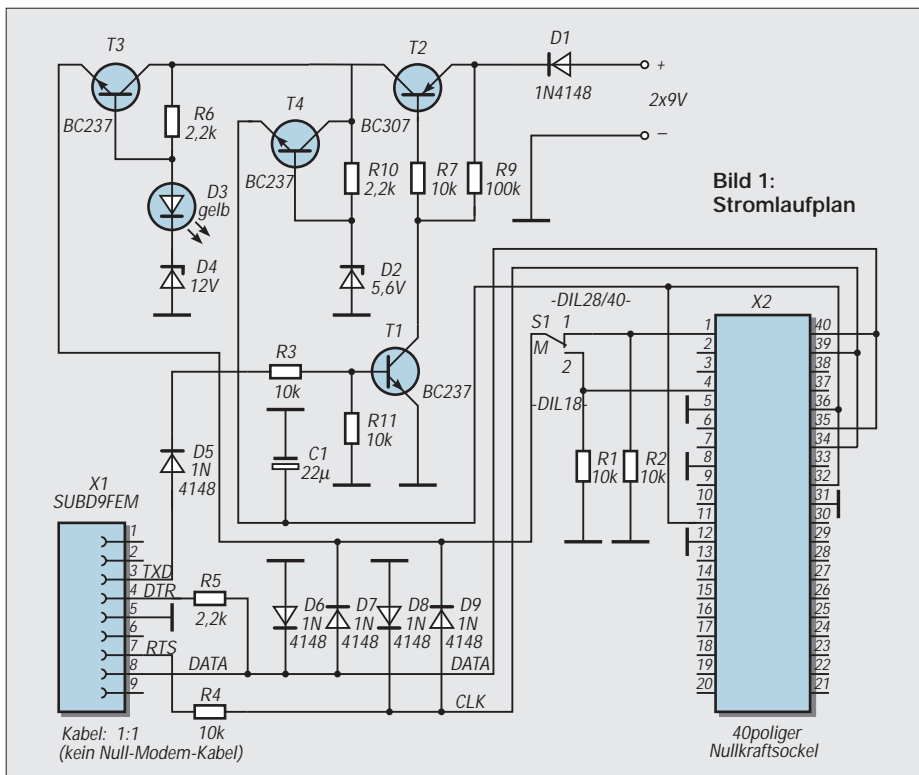 T3
T2
D1
+
1N4148
2x9V
–
BC237
R6
2,2k
T4
BC307
BC237
R10
2,2k
R7
10k
R9
100k
Bild 1:
Stromlaufplan
D3
gelb
D4
12V
D2
5,6V
T1
BC237
R3
10k
R11
10k
C1
22µ
D5
1N
4148
-DIL28/40-
S1
1
M
2
-DIL18-
R1
10k
R2
10k
X2
1
2
3
4
5
6
7
8
9
10
11
12
13
14
15
16
17
18
19
20
40
39
38
37
36
35
34
33
32
31
30
29
28
27
26
25
24
23
22
21
40poliger
Nullkraftsockel
X1
SUBD9FEM
1
2
3
TXD
4
DTR
5
6
7
RTS
8
DATA
9
R5
2,2k
R4
10k
D6
1N
4148
D7
1N
4148
D8
1N
4148
D9
1N
4148
DATA
CLK
Kabel: 1:1
(kein Null-Modem-Kabel)